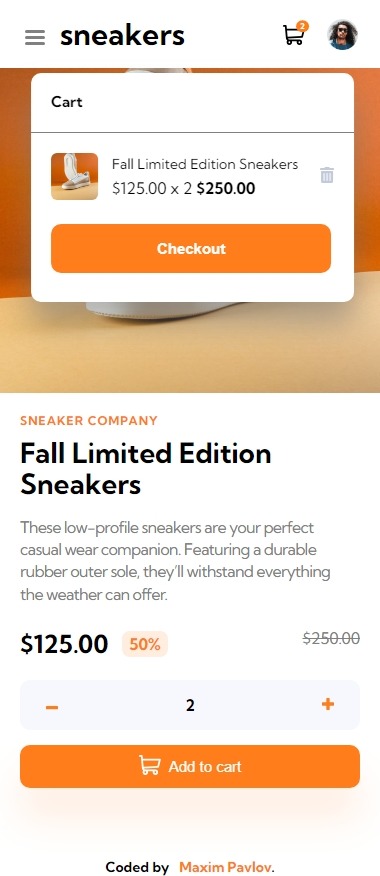 sneakers
2
Cart
Fall Limited Edition Sneakers
$125.00 x 2 $250.00
Checkout
SNEAKER COMPANY
Fall Limited Edition
Sneakers
These low-profile sneakers are your perfect
casual wear companion. Featuring a durable
rubber outer sole, they’ll withstand everything
the weather can offer.
$125.00 50% $250.00
– 2 +
Add to cart
Coded by Maxim Pavlov.